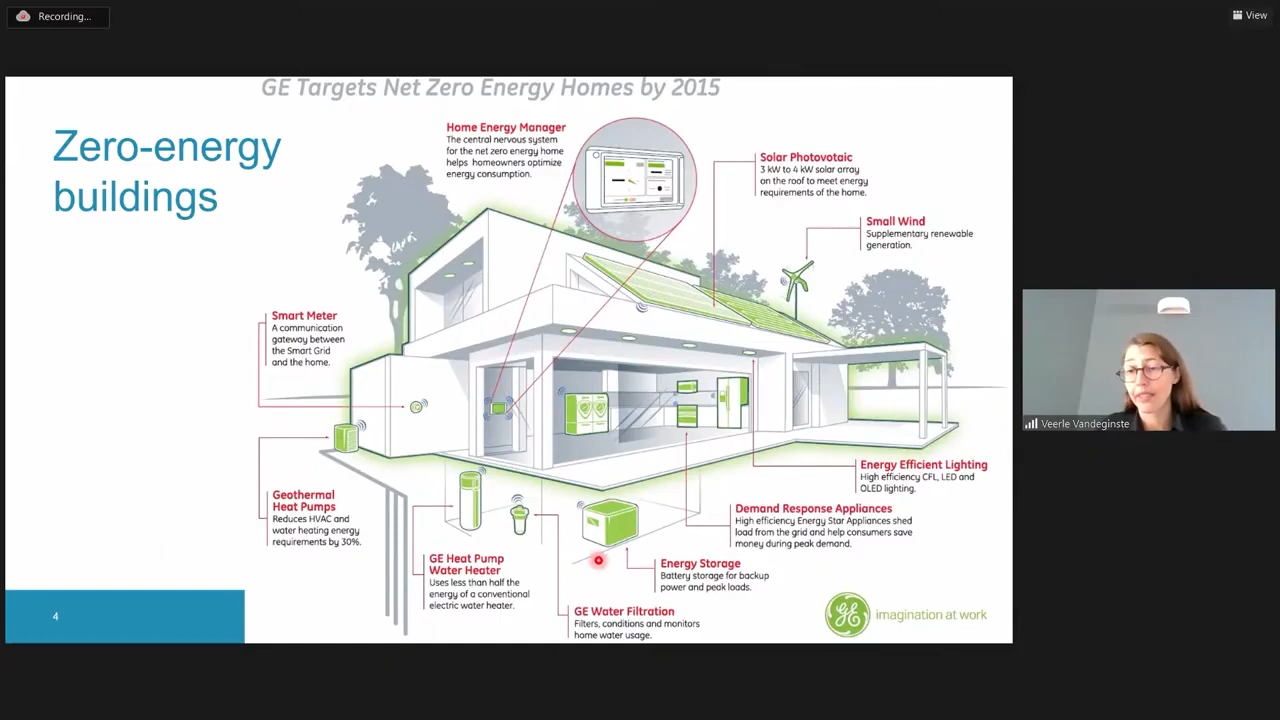 Recording...
View
GE Targets Net Zero Energy Homes by 2015
Zero-energy
buildings
Home Energy Manager
The central nervous system
for the net zero energy home
helps homeowners optimize
energy consumption.
Solar Photovotaic
3 kW to 4 kW solar array
on the roof to meet energy
requirements of the home.
Small Wind
Supplementary renewable
generation.
Smart Meter
A communication
gateway between
the Smart Grid
and the home.
Veerle Vandeginste
Energy Efficient Lighting
High efficiency CFL, LED and
OLED lighting.
Geothermal
Heat Pumps
Reduces HVAC and
water heating energy
requirements by 30%.
Demand Response Appliances
High efficiency Energy Star Appliances shed
load from the grid and help consumers save
money during peak demand.
GE Heat Pump
Water Heater
Uses less than half the
energy of a conventional
electric water heater.
Energy Storage
Battery storage for backup
power and peak loads.
GE Water Filtration
Filters, conditions and monitors
home water usage.
GE
imagination at work
4